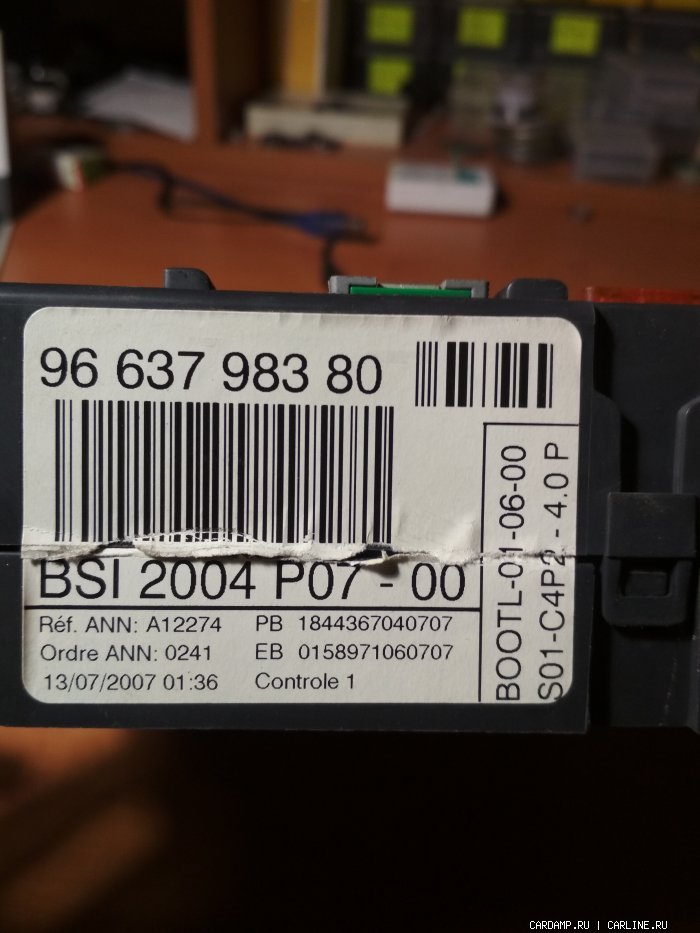 96 637 983 80
BSI 2004 P07 - 00
Réf. ANN: A12274 PB 1844367040707
Ordre ANN: 0241 EB 0158971060707
13/07/2007 01:36 Controle 1
BOOTL-01-06-00
S01-C4P2 - 4.0 P
CARDAMP.RU | CARLINE.RU